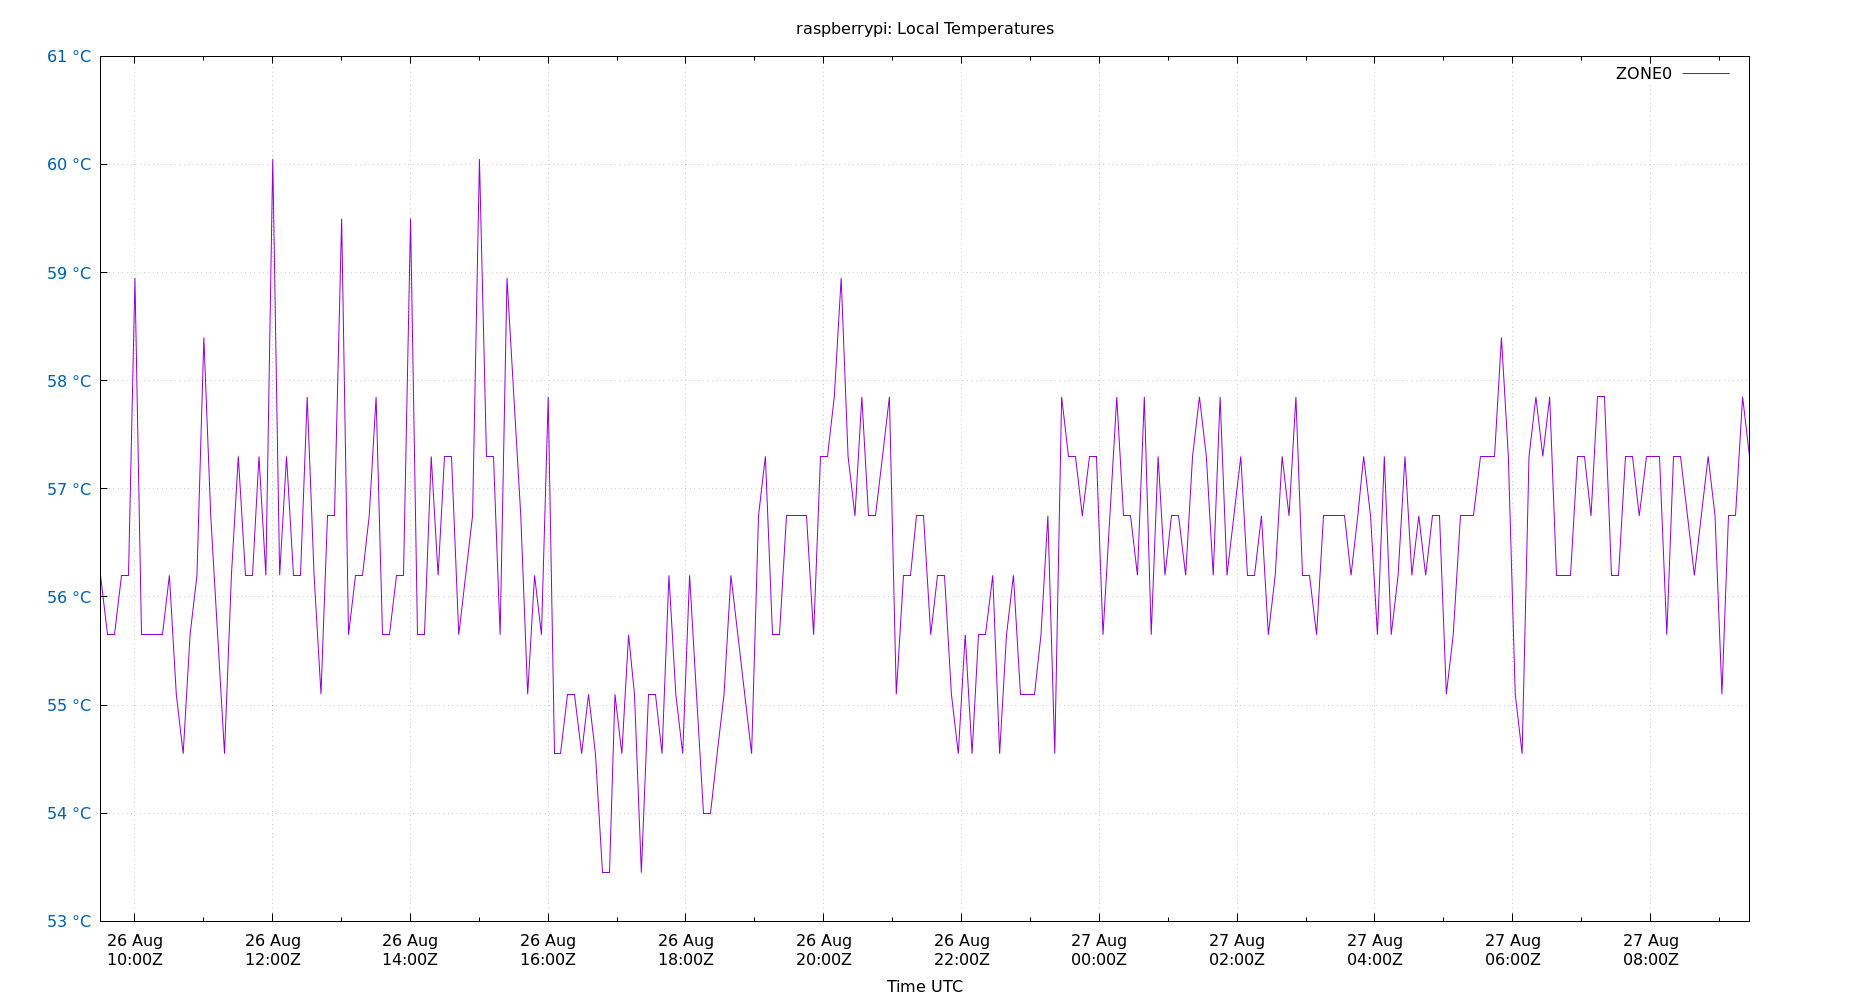 raspberrypi: Local Temperatures
61 °C
ZONE0
60 °C
59 °C
58 °C
57 °C
56 °C
55 °C
54 °C
53 °C
26 Aug 26 Aug 26 Aug 26 Aug 26 Aug 26 Aug 26 Aug 27 Aug 27 Aug 27 Aug 27 Aug 27 Aug
10:00Z 12:00Z 14:00Z 16:00Z 18:00Z 20:00Z 22:00Z 00:00Z 02:00Z 04:00Z 06:00Z 08:00Z
Time UTC